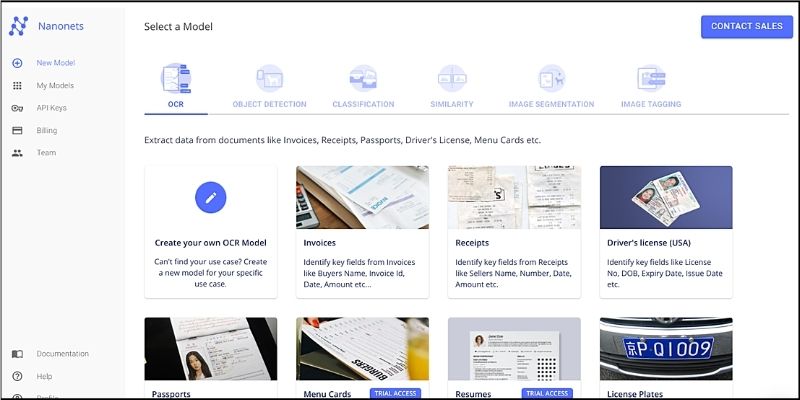 Nanonets
Select a Model
CONTACT SALES
New Model
My Models
API Keys
Billing
Team
OCR
OBJECT DETECTION
CLASSIFICATION
SIMILARITY
IMAGE SEGMENTATION
IMAGE TAGGING
Extract data from documents like Invoices, Receipts, Passports, Driver's License, Menu Cards etc.
Create your own OCR Model
Can't find your use case? Create
a new model for your specific
use case.
INVOICE
Invoices
Identify key fields from Invoices
like Buyers Name, Invoice Id,
Date, Amount etc...
Receipts
Identify key fields from Receipts
like Sellers Name, Number, Date,
Amount etc.
Driver's license (USA)
Identify key fields like License
No, DOB, Expiry Date, Issue Date
etc.
Passports
BURGERS
Menu Cards
TRIAL ACCESS
Resumes
TRIAL ACCESS
京P Q1009
License Plates
Documentation
Help
Profile